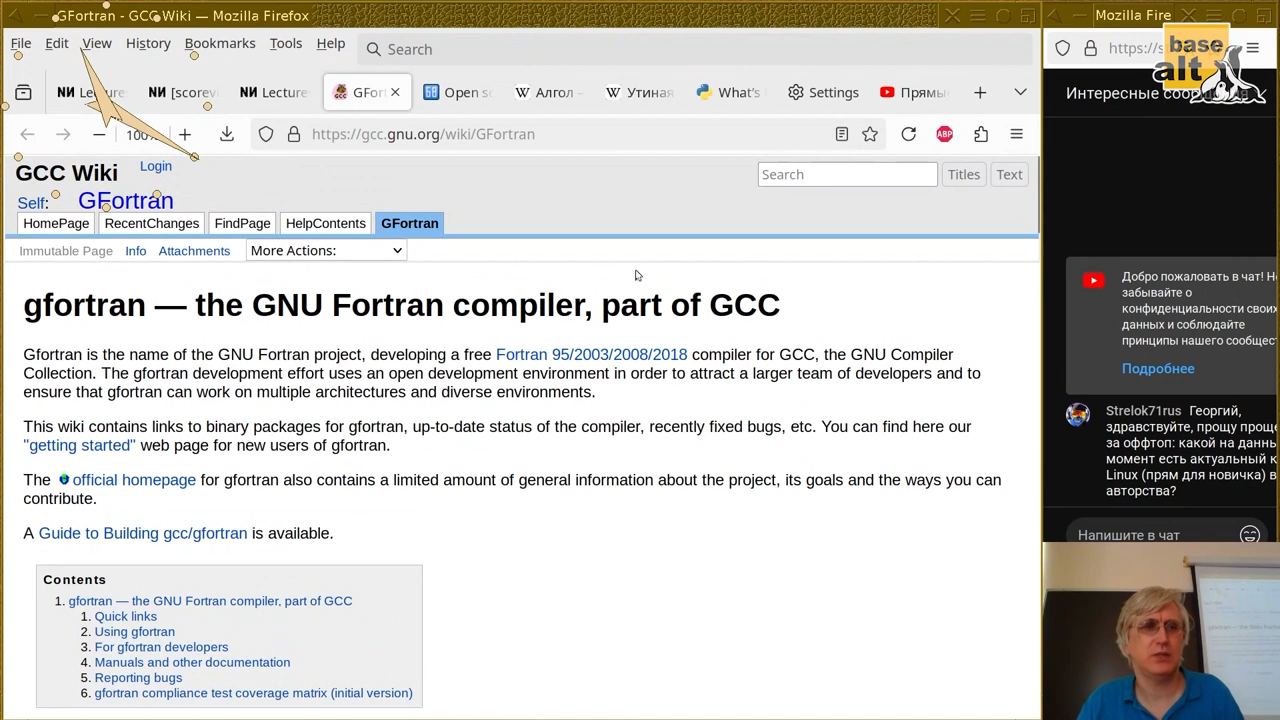 GFortran - GCC Wiki — Mozilla Firefox
Mozilla Fire
base
alt
File Edit View History Bookmarks Tools Help
Search
https://s
Lecture
[scorev
Lecture
GFort
Open so
Алгол -
Утиная
What's
Settings
Прямы
Интересные сооб
100%
https://gcc.gnu.org/wiki/GFortran
GCC Wiki
Login
Search
Titles
Text
Self: GFortran
HomePage RecentChanges FindPage HelpContents GFortran
Immutable Page Info Attachments More Actions:
gfortran — the GNU Fortran compiler, part of GCC
Gfortran is the name of the GNU Fortran project, developing a free Fortran 95/2003/2008/2018 compiler for GCC, the GNU Compiler
Collection. The gfortran development effort uses an open development environment in order to attract a larger team of developers and to
ensure that gfortran can work on multiple architectures and diverse environments.
This wiki contains links to binary packages for gfortran, up-to-date status of the compiler, recently fixed bugs, etc. You can find here our
"getting started" web page for new users of gfortran.
The official homepage for gfortran also contains a limited amount of general information about the project, its goals and the ways you can
contribute.
A Guide to Building gcc/gfortran is available.
Contents
1. gfortran — the GNU Fortran compiler, part of GCC
1. Quick links
2. Using gfortran
3. For gfortran developers
4. Manuals and other documentation
5. Reporting bugs
6. gfortran compliance test coverage matrix (initial version)
Добро пожаловать в чат! Не
забывайте о
конфиденциальности своих
данных и соблюдайте
принципы нашего сообщест
Подробнее
Strelok71rus Георгий,
здравствуйте, прошу проще
за оффтоп: какой на данны
момент есть актуальный к
Linux (прям для новичка) в
авторства?
Напишите в чат